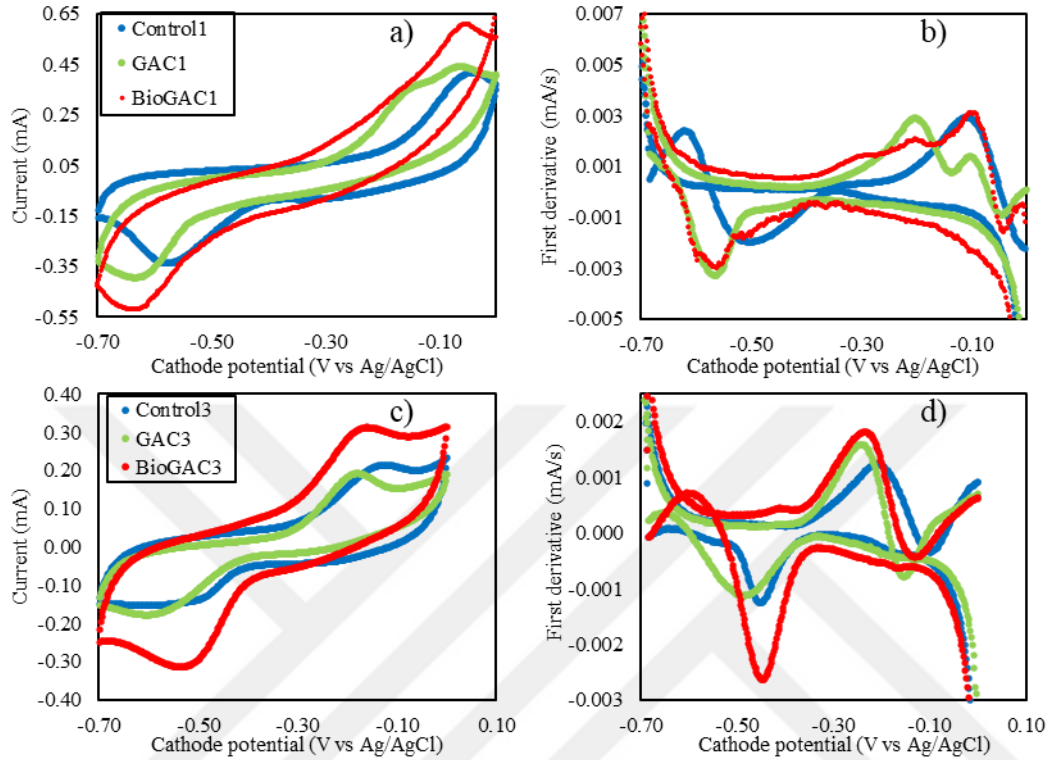 a)
Control1
GAC1
BioGAC1
Current (mA)
0.65
0.45
0.25
0.05
-0.15
-0.35
-0.55
-0.70 -0.50 -0.30 -0.10
Cathode potential (V vs Ag/AgCl)
b)
First derivative (mA/s)
0.007
0.005
0.003
0.001
-0.001
-0.003
-0.005
-0.70 -0.50 -0.30 -0.10
Cathode potential (V vs Ag/AgCl)
c)
Control3
GAC3
BioGAC3
Current (mA)
0.40
0.30
0.20
0.10
0.00
-0.10
-0.20
-0.30
-0.40
-0.70 -0.50 -0.30 -0.10 0.10
Cathode potential (V vs Ag/AgCl)
d)
First derivative (mA/s)
0.002
0.001
0.000
-0.001
-0.002
-0.003
-0.70 -0.50 -0.30 -0.10 0.10
Cathode potential (V vs Ag/AgCl)